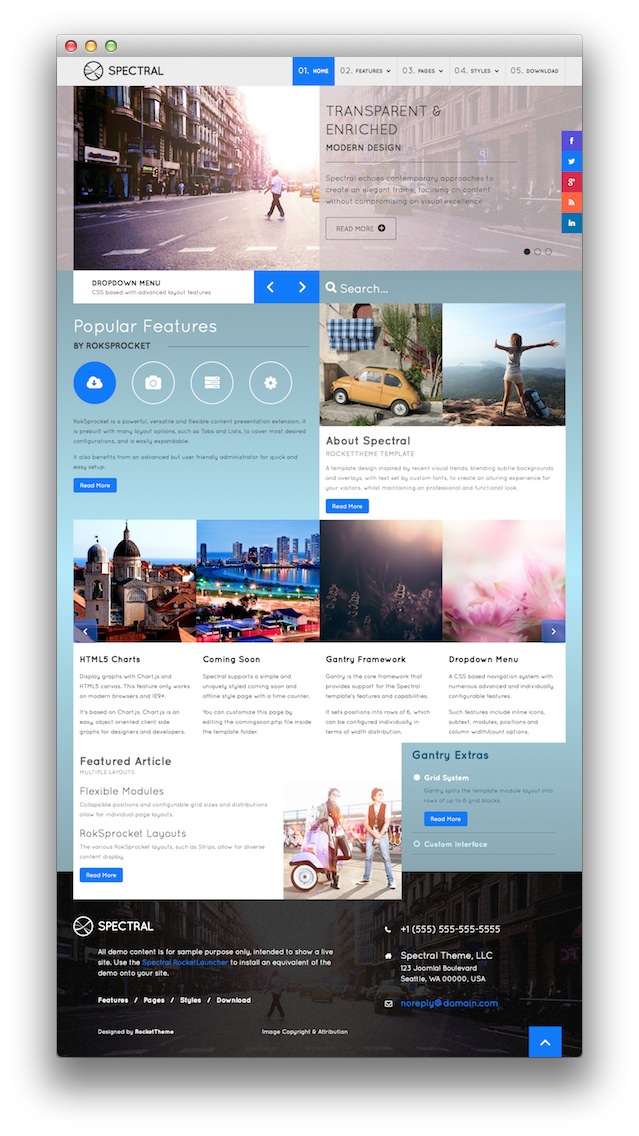 SPECTRAL
01. HOME
02. FEATURES
03. PAGES
04. STYLES
05. DOWNLOAD
TRANSPARENT &
ENRICHED
MODERN DESIGN
Spectral echoes contemporary approaches to
create an elegant frame, focusing on content
without compromising on visual excellence.
READ MORE
DROPDOWN MENU
CSS based with advanced layout features
Search...
Popular Features
BY ROKSPROCKET
RokSprocket is a powerful, versatile and flexible content presentation extension. It
is prebuilt with many layout options, such as Tabs and Lists, to cover most desired
configurations, and is easily expandable.
It also benefits from an advanced but user friendly administrator for quick and
easy setup.
Read More
About Spectral
ROCKETTHEME TEMPLATE
A template design inspired by recent visual trends, blending subtle backgrounds
and overlays, with text set by custom fonts, to create an alluring experience for
your visitors, whilst maintaining an professional and functional look.
Read More
HTML5 Charts
Display graphs with Chart.js and
HTML5 canvas. This feature only works
on modern browsers and IE9+.
It's based on Chart.js. Chart.js is an
easy, object oriented client side
graphs for designers and developers.
Coming Soon
Spectral supports a simple and
uniquely styled coming soon and
offline style page with a time counter.
You can customize this page by
editing the comingsoon.php file inside
the template folder.
Gantry Framework
Gantry is the core framework that
provides support for the Spectral
template's features and capabilities.
It sets positions into rows of 6, which
can be configured individually in
terms of width distribution.
Dropdown Menu
A CSS based navigation system with
numerous advanced and individually
configurable features.
Such features include inline icons,
subtext, modules, positions and
column width/count options.
Featured Article
MULTIPLE LAYOUTS
Flexible Modules
Collapsible positions and configurable grid sizes and distributions
allow for individual page layouts.
RokSprocket Layouts
The various RokSprocket layouts, such as Strips, allow for diverse
content display.
Read More
Gantry Extras
Grid System
Gantry splits the template module layout into
rows of up to 6 grid blocks.
Read More
Custom Interface
SPECTRAL
All demo content is for sample purpose only, intended to show a live
site. Use the Spectral RocketLauncher to install an equivalent of the
demo onto your site.
Features / Pages / Styles / Download
+1 (555) 555-555-5555
Spectral Theme, LLC
123 Joomla! Boulevard
Seattle, WA 00000, USA
noreply@domain.com
Designed by RocketTheme
Image Copyright & Attribution